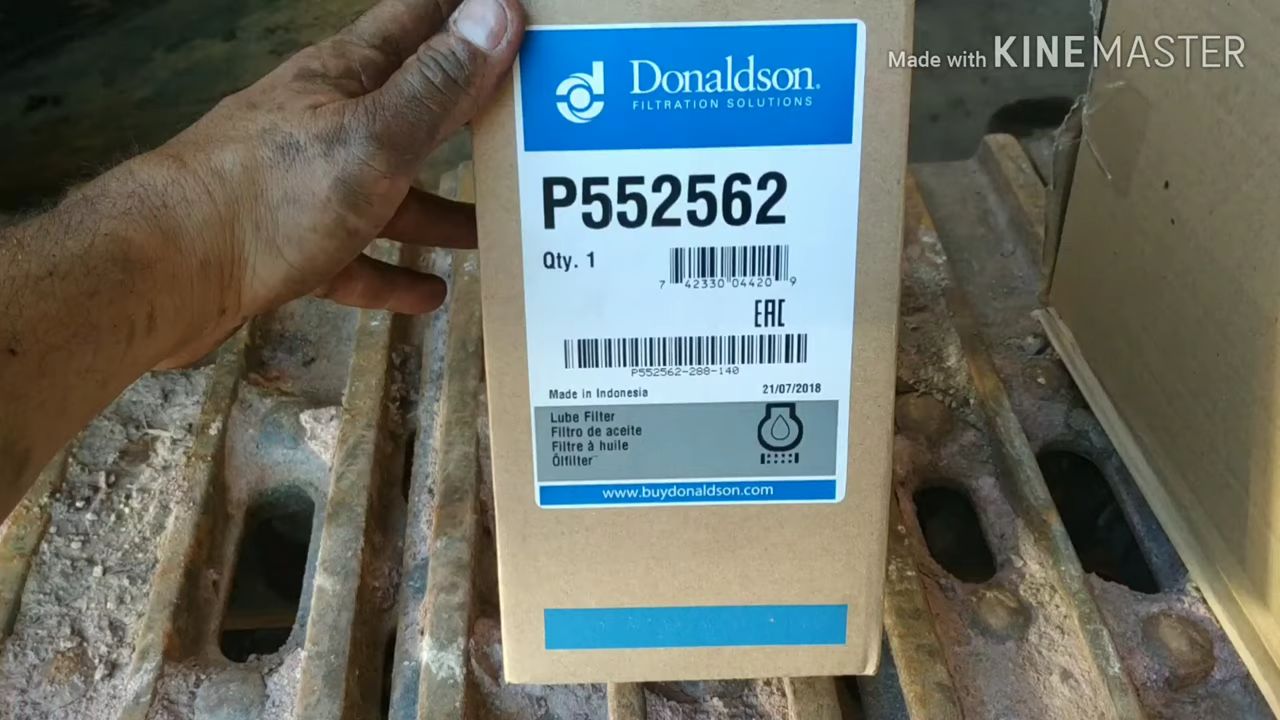 Made with KINEMASTER
Donaldson.
FILTRATION SOLUTIONS
P552562
Qty. 1
7 42330 04420 9
EAC
P552562-288-140
Made in Indonesia 21/07/2018
Lube Filter
Filtro de aceite
Filtre à huile
Ölfilter
www.buydonaldson.com